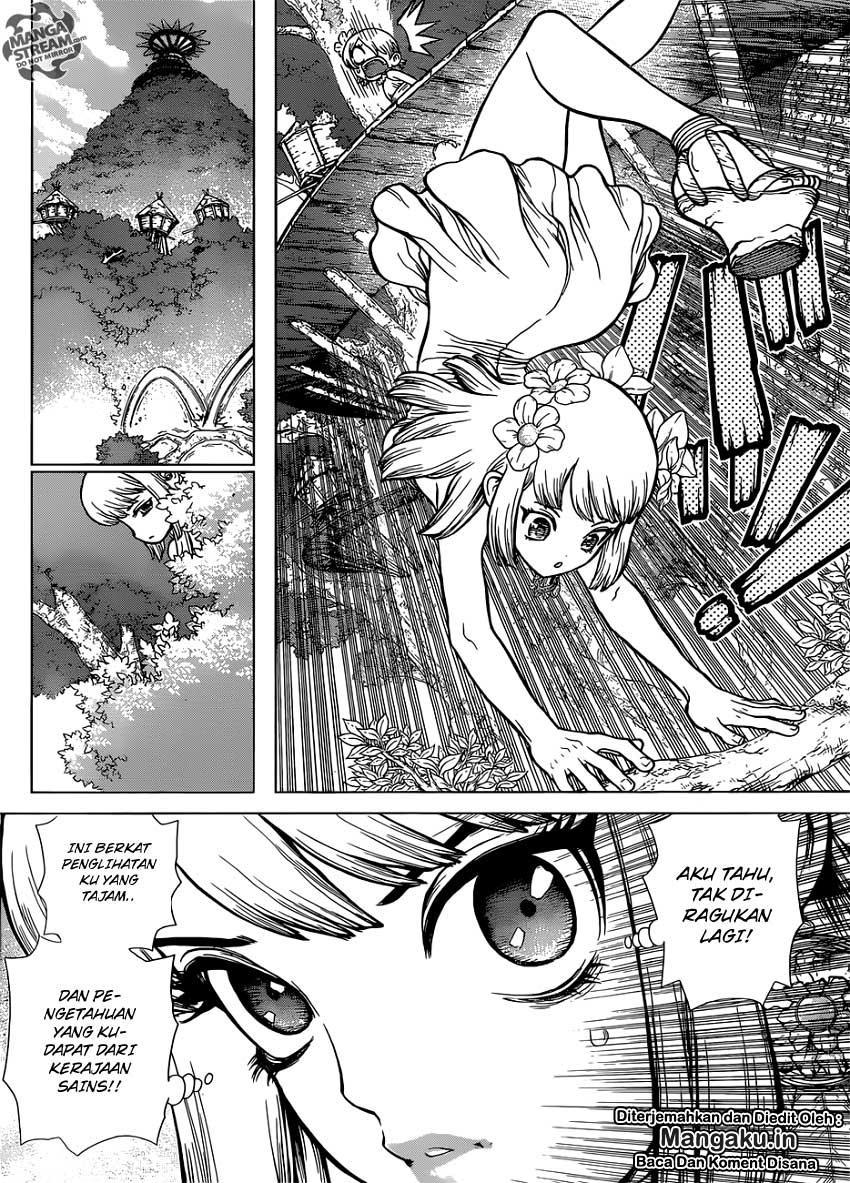 MANGA
STREAM.com
DO NOT MIRROR
AKU TAHU,
TAK DI-
RAGUKAN
LAGI!
INI BERKAT
PENGLIHATAN
KU YANG
TAJAM..
DAN PE-
NGETAHUAN
YANG KU-
DAPAT DARI
KERAJAAN
SAINS!!
Diterjemahkan dan Diedit Oleh :
Mangaku.in
Baca Dan Koment Disana